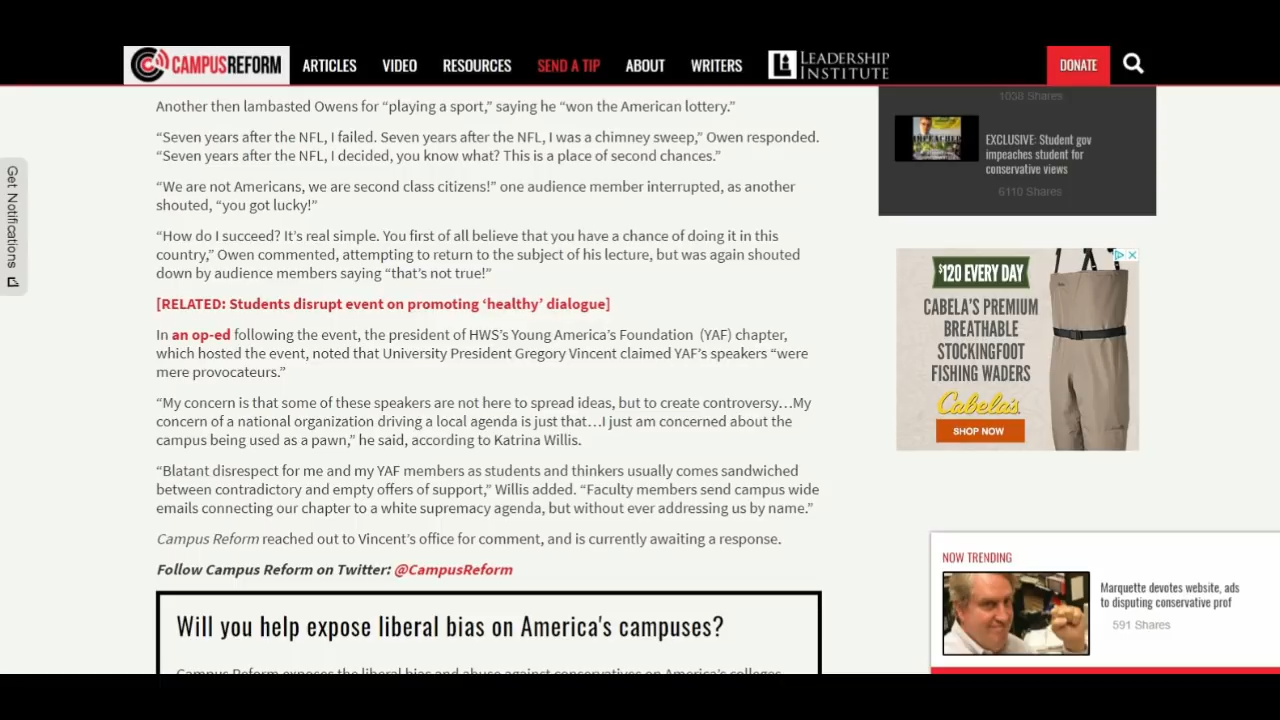 CAMPUSREFORM ARTICLES VIDEO RESOURCES SEND A TIP ABOUT WRITERS LEADERSHIP INSTITUTE DONATE
Another then lambasted Owens for “playing a sport,” saying he “won the American lottery.”
“Seven years after the NFL, I failed. Seven years after the NFL, I was a chimney sweep,” Owen responded.
“Seven years after the NFL, I decided, you know what? This is a place of second chances.”
“We are not Americans, we are second class citizens!” one audience member interrupted, as another
shouted, “you got lucky!”
“How do I succeed? It’s real simple. You first of all believe that you have a chance of doing it in this
country,” Owen commented, attempting to return to the subject of his lecture, but was again shouted
down by audience members saying “that’s not true!”
[RELATED: Students disrupt event on promoting ‘healthy’ dialogue]
In an op-ed following the event, the president of HWS’s Young America’s Foundation (YAF) chapter,
which hosted the event, noted that University President Gregory Vincent claimed YAF’s speakers “were
mere provocateurs.”
“My concern is that some of these speakers are not here to spread ideas, but to create controversy…My
concern of a national organization driving a local agenda is just that…I just am concerned about the
campus being used as a pawn,” he said, according to Katrina Willis.
“Blatant disrespect for me and my YAF members as students and thinkers usually comes sandwiched
between contradictory and empty offers of support,” Willis added. “Faculty members send campus wide
emails connecting our chapter to a white supremacy agenda, but without ever addressing us by name.”
Campus Reform reached out to Vincent’s office for comment, and is currently awaiting a response.
Follow Campus Reform on Twitter: @CampusReform
Will you help expose liberal bias on America's campuses?
Campus Reform exposes the liberal bias and abuse against conservatives on America's colleges
Get Notifications
1038 Shares
IMPEACHED
EXCLUSIVE: Student gov
impeaches student for
conservative views
6110 Shares
$120 EVERY DAY
CABELA'S PREMIUM
BREATHABLE
STOCKINGFOOT
FISHING WADERS
Cabela's
SHOP NOW
NOW TRENDING
Marquette devotes website, ads
to disputing conservative prof
591 Shares